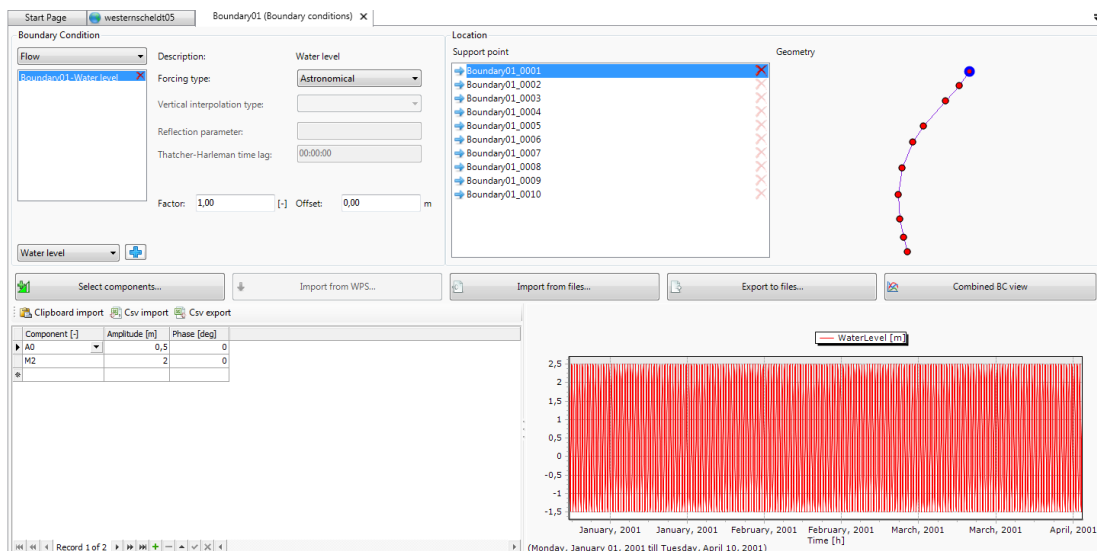 Start Page westernscheldt05 Boundary01 (Boundary conditions)
Boundary Condition
Flow
Boundary01-Water level
Description: Water level
Forcing type: Astronomical
Vertical interpolation type:
Reflection parameter:
Thatcher-Harleman time lag: 00:00:00
Factor: 1,00 [-] Offset: 0,00 m
Water level
Location
Support point
Boundary01_0001
Boundary01_0002
Boundary01_0003
Boundary01_0004
Boundary01_0005
Boundary01_0006
Boundary01_0007
Boundary01_0008
Boundary01_0009
Boundary01_0010
Geometry
Select components... Import from WPS... Import from files... Export to files... Combined BC view
Clipboard import Csv import Csv export
Component [-] Amplitude [m] Phase [deg]
A0 0,5 0
M2 2 0
Record 1 of 2
WaterLevel [m]
2,5
2
1,5
1
0,5
0
-0,5
-1
-1,5
January, 2001 January, 2001 February, 2001 February, 2001 March, 2001 March, 2001 April, 2001
Time [h]
(Monday, January 01, 2001 till Tuesday, April 10, 2001)